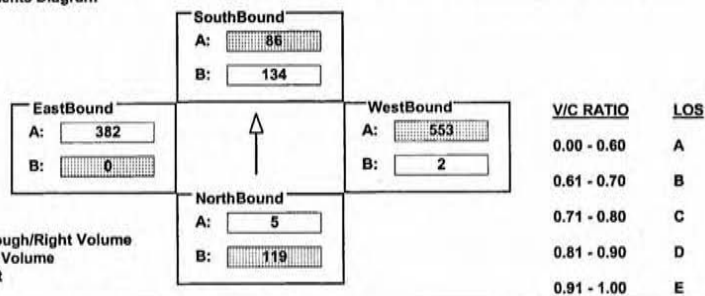 SouthBound
A: 86
B: 134
EastBound
A: 382
B: 0
WestBound
A: 553
B: 2
NorthBound
A: 5
B: 119
Volume
Volume
V/C RATIO LOS
0.00 - 0.60 A
0.61 - 0.70 B
0.71 - 0.80 C
0.81 - 0.90 D
0.91 - 1.00 E